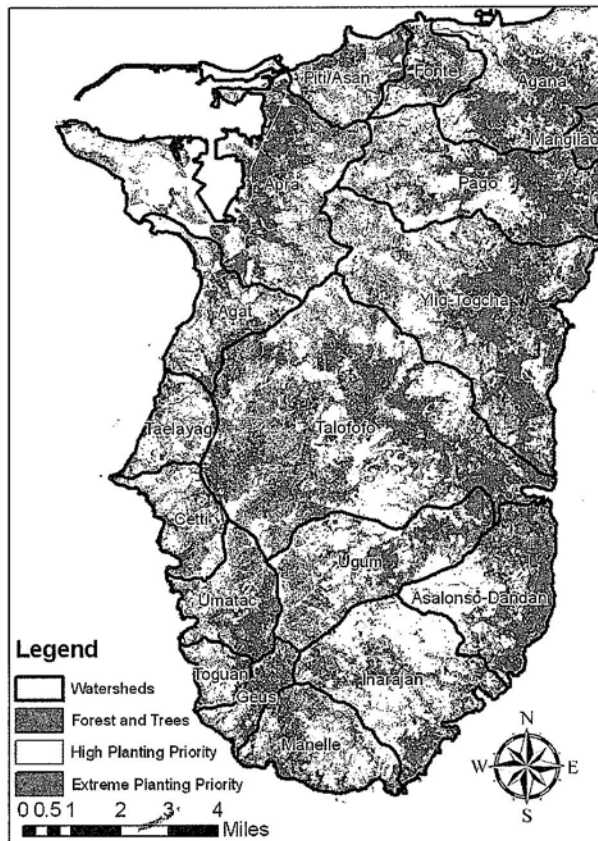 Piti/Asan
Fonte
Agana
Mangilao
Apra
Pago
Ylig-Togcha
Agat
Talofofo
Taelayag
Cetti
Ugum
Umatac
Asalonso-Dandan
Toguan
Inarajan
Geus
Manelle
Legend
Watersheds
Forest and Trees
High Planting Priority
Extreme Planting Priority
0 0.5 1 2 3 4
Miles
N
W E
S